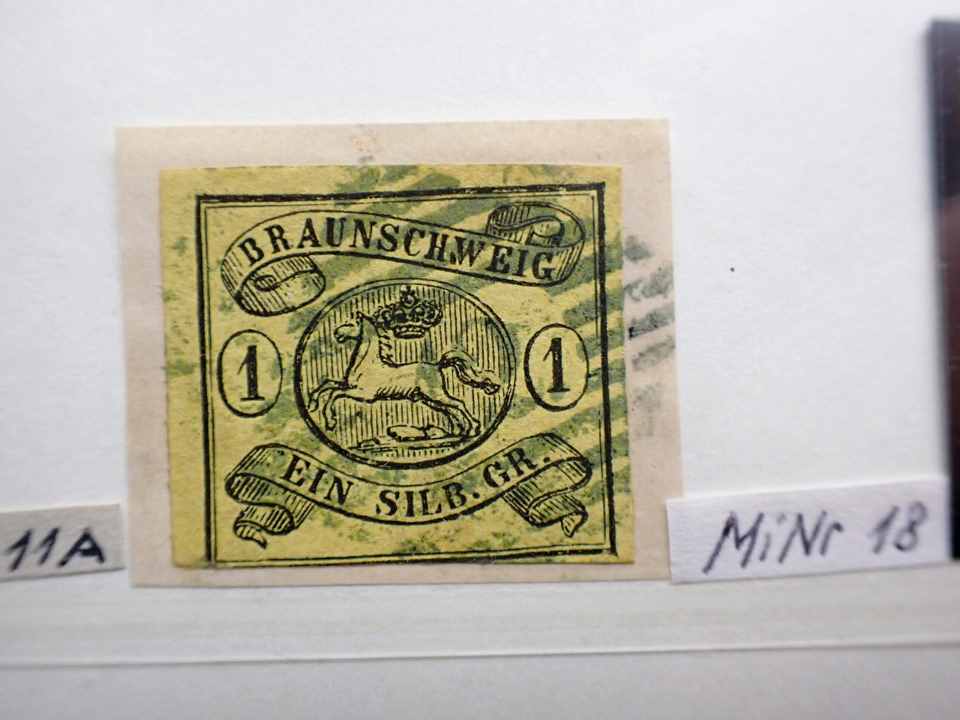 BRAUNSCHWEIG
1 1
EIN SILB. GR.
11A
MiNr 18